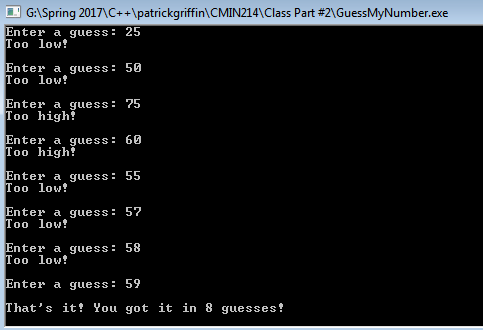 G:\Spring 2017\C++\patrickgriffin\CMIN214\Class Part #2\GuessMyNumber.exe
Enter a guess: 25
Too low!
Enter a guess: 50
Too low!
Enter a guess: 75
Too high!
Enter a guess: 60
Too high!
Enter a guess: 55
Too low!
Enter a guess: 57
Too low!
Enter a guess: 58
Too low!
Enter a guess: 59
That's it! You got it in 8 guesses!